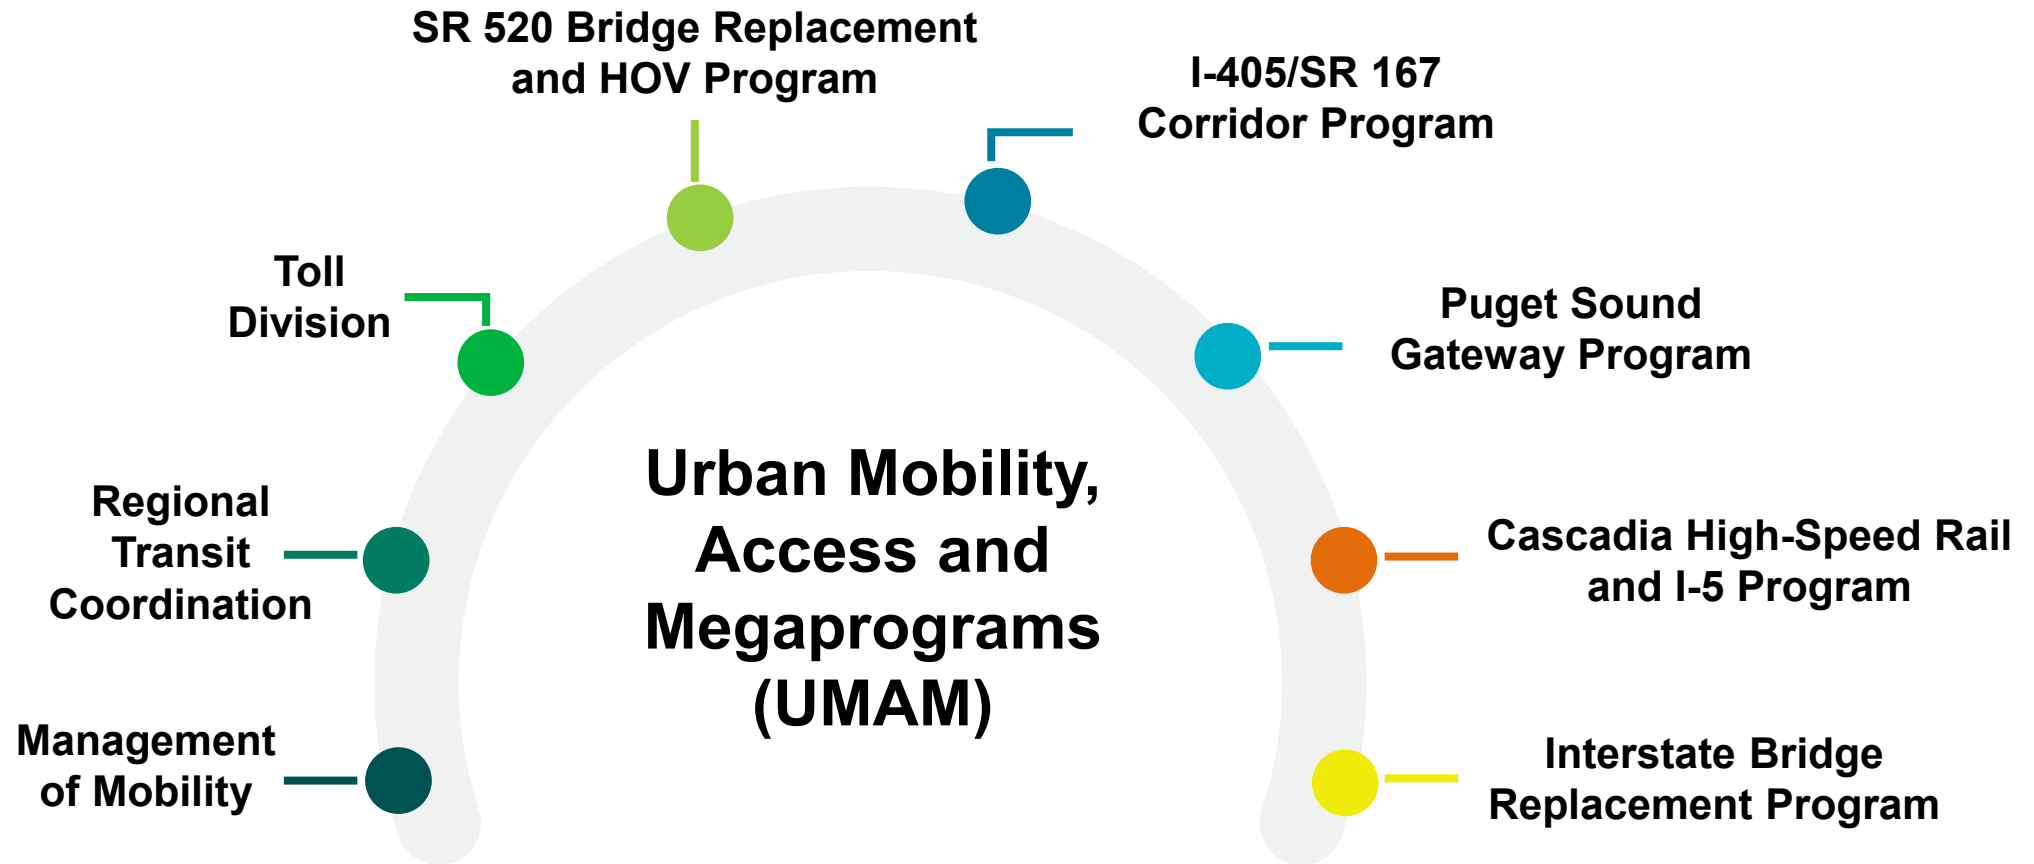 SR 520 Bridge Replacement
and HOV Program
I-405/SR 167
Corridor Program
Toll
Division
Puget Sound
Gateway Program
Urban Mobility,
Access and
Megaprograms
(UMAM)
Regional
Transit
Coordination
Cascadia High-Speed Rail
and I-5 Program
Management
of Mobility
Interstate Bridge
Replacement Program